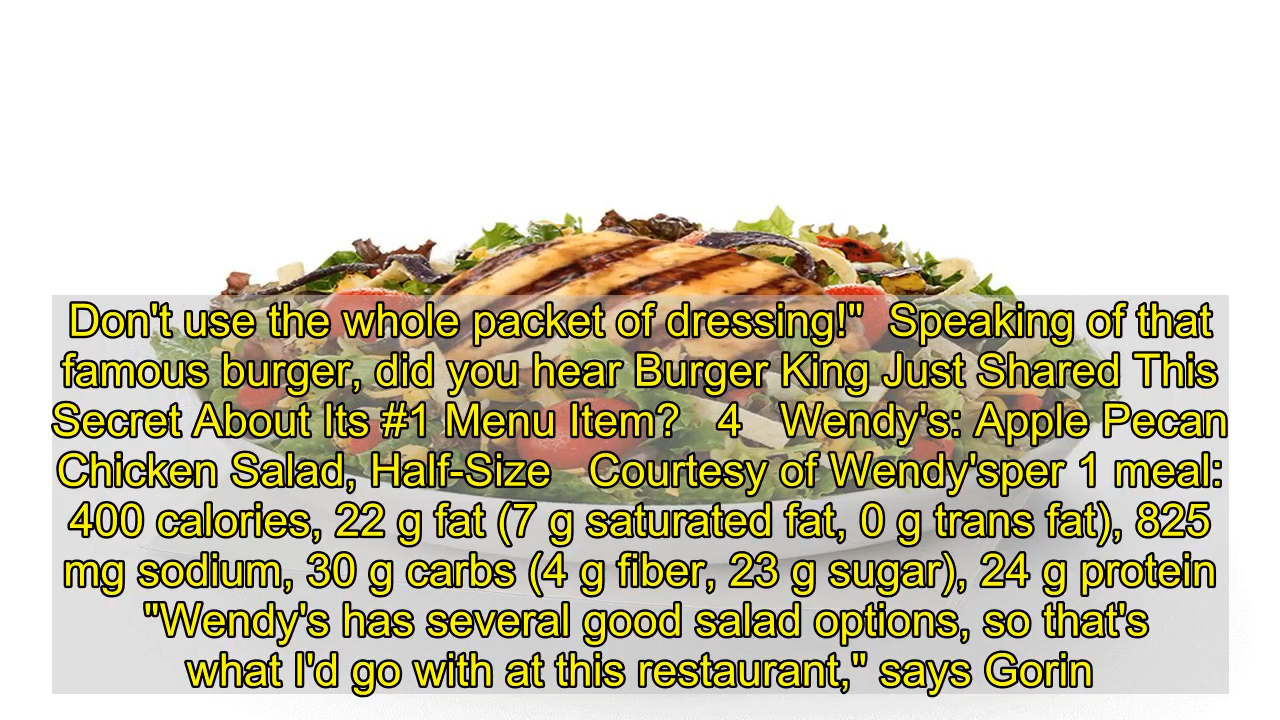 Don't use the whole packet of dressing!"  Speaking of that
famous burger, did you hear Burger King Just Shared This
Secret About Its #1 Menu Item?   4   Wendy's: Apple Pecan
Chicken Salad, Half-Size   Courtesy of Wendy'sper 1 meal:
400 calories, 22 g fat (7 g saturated fat, 0 g trans fat), 825
mg sodium, 30 g carbs (4 g fiber, 23 g sugar), 24 g protein
"Wendy's has several good salad options, so that's
what I'd go with at this restaurant," says Gorin